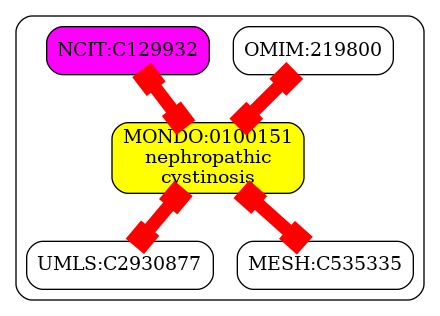 NCIT:C129932
OMIM:219800
MONDO:0100151
nephropathic
cystinosis
UMLS:C2930877
MESH:C535335